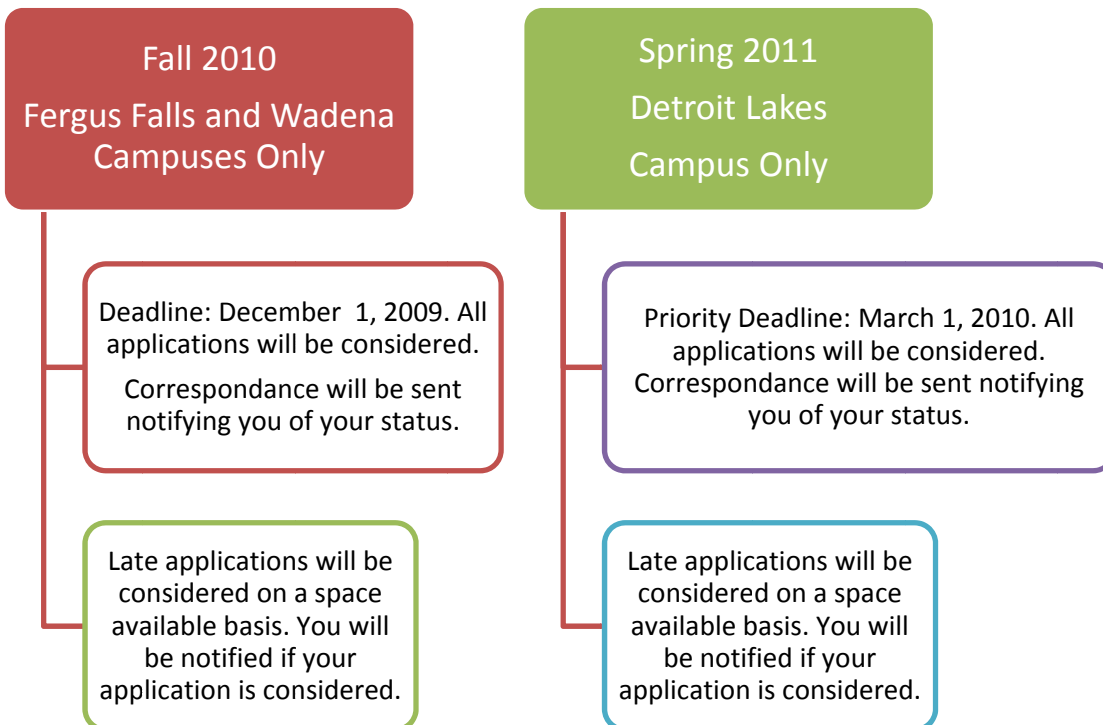 Fall 2010
Fergus Falls and Wadena
Campuses Only
Deadline: December  1, 2009. All
applications will be considered.
Correspondance will be sent
notifying you of your status.
Late applications will be
considered on a space
available basis. You will
be notified if your
application is considered.
Spring 2011
Detroit Lakes
Campus Only
Priority Deadline: March 1, 2010. All
applications will be considered.
Correspondance will be sent notifying
you of your status.
Late applications will be
considered on a space
available basis. You will
be notified if your
application is considered.